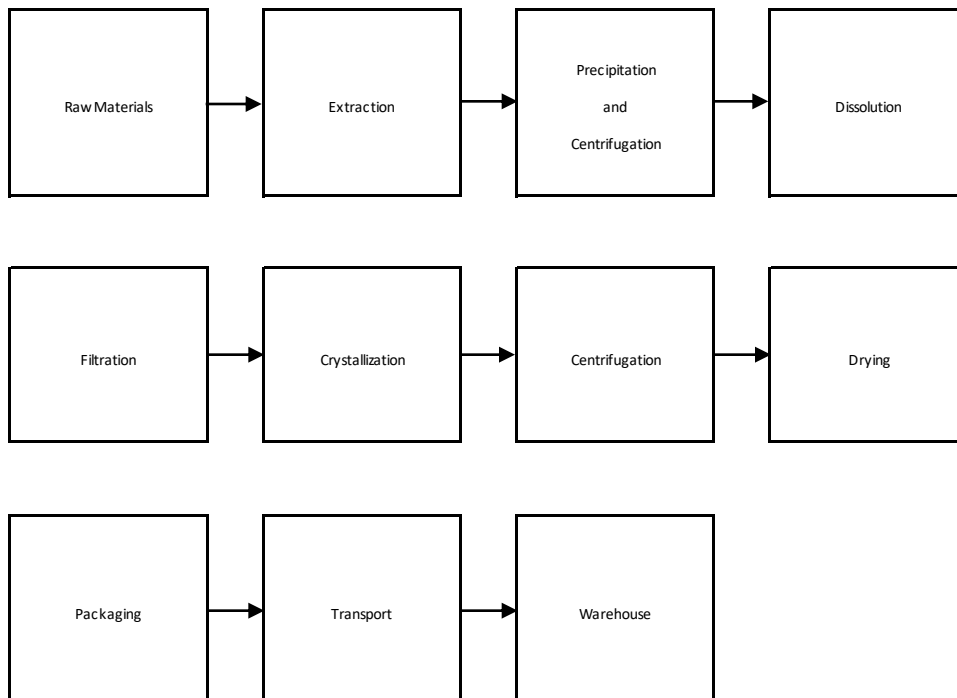 Raw Materials
Extraction
Precipitation
and
Centrifugation
Dissolution
Filtration
Crystallization
Centrifugation
Drying
Packaging
Transport
Warehouse